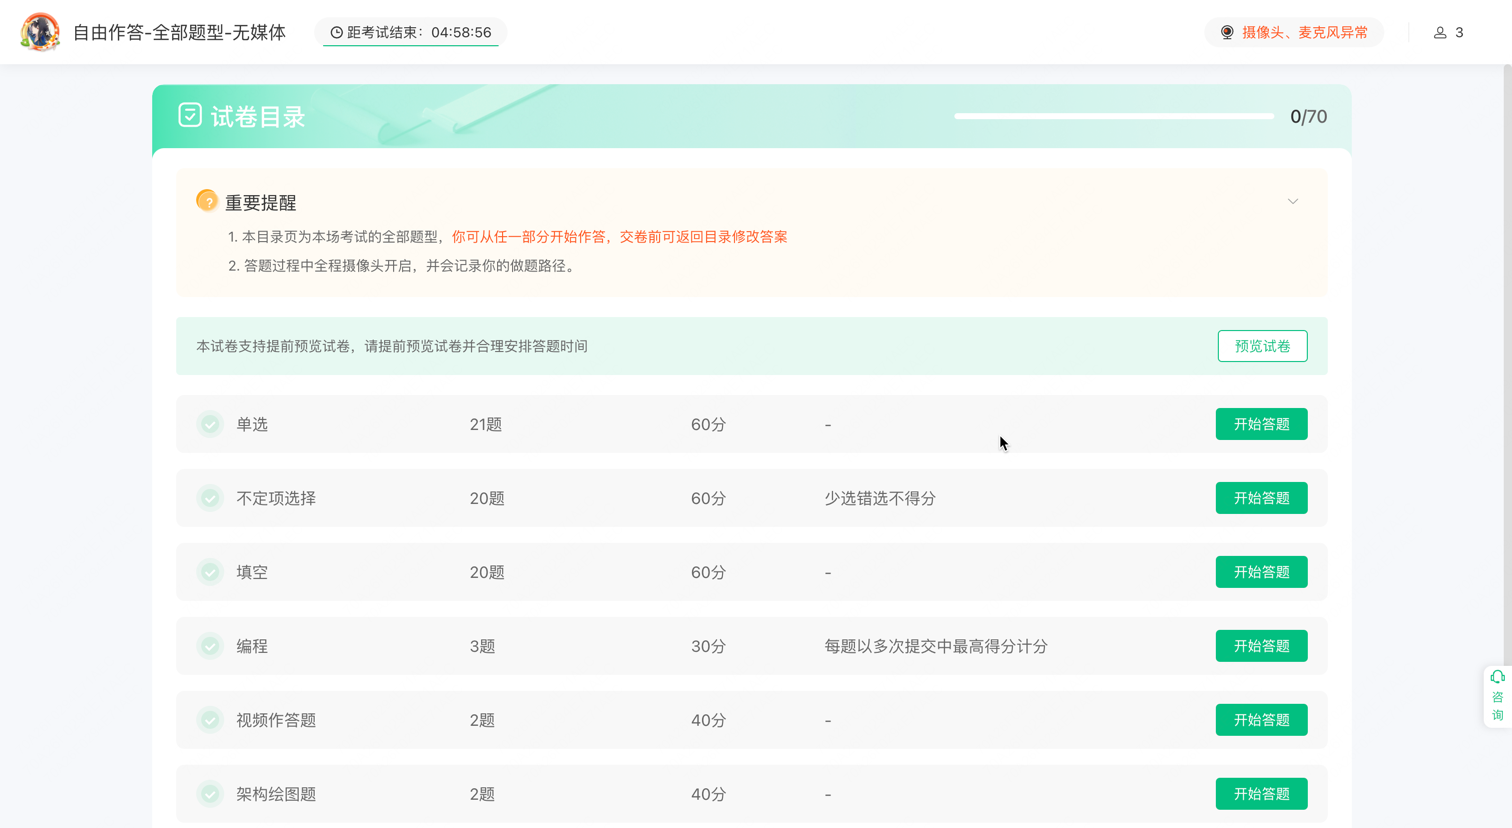 自由作答-全部题型-无媒体 距考试结束：04:58:56 摄像头、麦克风异常 3
试卷目录 0/70
重要提醒
1. 本目录页为本场考试的全部题型，你可从任一部分开始作答，交卷前可返回目录修改答案
2. 答题过程中全程摄像头开启，并会记录你的做题路径。
本试卷支持提前预览试卷，请提前预览试卷并合理安排答题时间 预览试卷
单选 21题 60分 - 开始答题
不定项选择 20题 60分 少选错选不得分 开始答题
填空 20题 60分 - 开始答题
编程 3题 30分 每题以多次提交中最高得分计分 开始答题
视频作答题 2题 40分 - 开始答题
架构绘图题 2题 40分 - 开始答题
咨
询